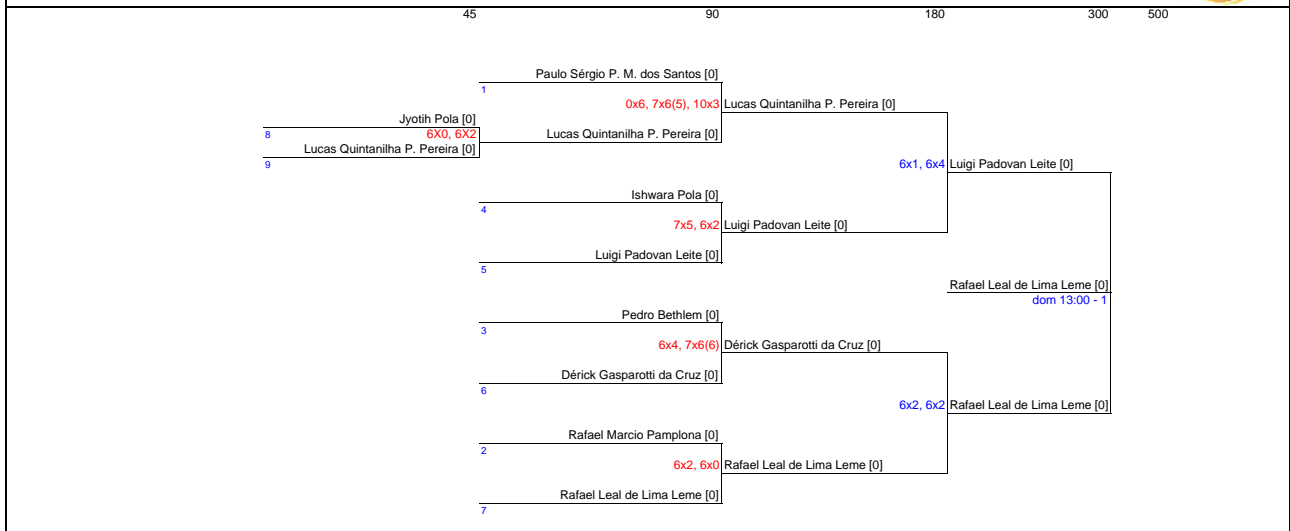 45 90 180 300 500
Paulo Sérgio P. M. dos Santos [0]
1
0x6, 7x6(5), 10x3 Lucas Quintanilha P. Pereira [0]
Jyotih Pola [0]
8 6X0, 6X2 Lucas Quintanilha P. Pereira [0]
Lucas Quintanilha P. Pereira [0]
9
6x1, 6x4 Luigi Padovan Leite [0]
Ishwara Pola [0]
4
7x5, 6x2 Luigi Padovan Leite [0]
Luigi Padovan Leite [0]
5
Rafael Leal de Lima Leme [0]
dom 13:00 - 1
Pedro Bethlem [0]
3
6x4, 7x6(6) Dérick Gasparotti da Cruz [0]
Dérick Gasparotti da Cruz [0]
6
6x2, 6x2 Rafael Leal de Lima Leme [0]
Rafael Marcio Pamplona [0]
2
6x2, 6x0 Rafael Leal de Lima Leme [0]
Rafael Leal de Lima Leme [0]
7